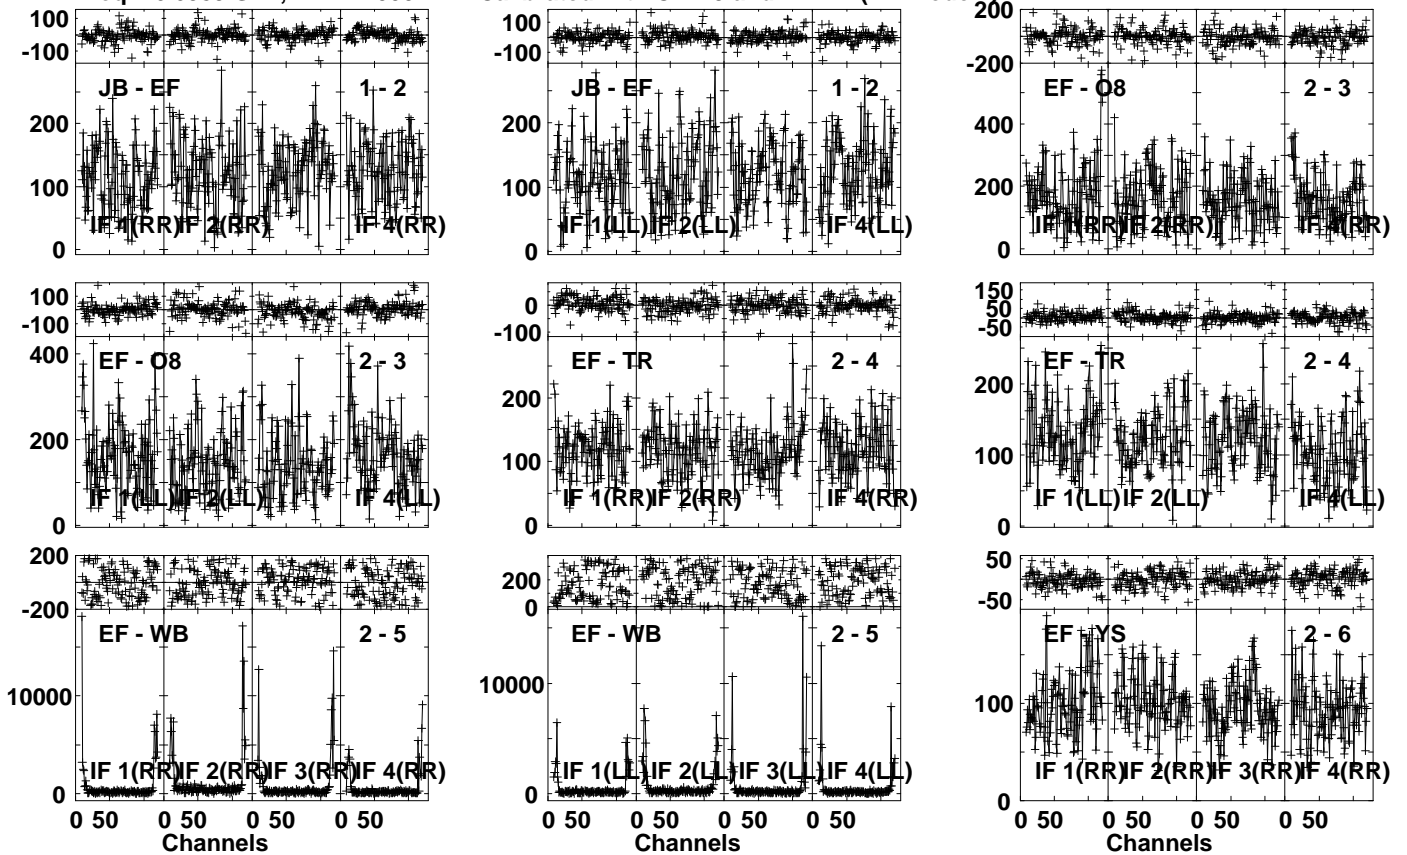 200
100 100
-100 -100
-200
JB - EF 1 - 2 JB - EF 1 - 2 EF - O8 2 - 3
400
200 200
200
100 100
IF 1(RR) IF 2(RR) IF 4(RR) IF 1(LL) IF 2(LL) IF 4(LL) IF 1(RR) IF 2(RR) IF 4(RR)
0 0 0
150
100 0 50
-100 -100 -50
400 EF - O8 2 - 3 EF - TR 2 - 4 EF - TR 2 - 4
200 200
200
100 100
IF 1(LL) IF 2(LL) IF 4(LL) IF 1(RR) IF 2(RR) IF 4(RR) IF 1(LL) IF 2(LL) IF 4(LL)
0 0 0
200 50
200
-200 0 -50
EF - WB 2 - 5 EF - WB 2 - 5 EF - YS 2 - 6
10000 10000 100
IF 1(RR) IF 2(RR) IF 3(RR) IF 4(RR) IF 1(LL) IF 2(LL) IF 3(LL) IF 4(LL) IF 1(RR) IF 2(RR) IF 3(RR) IF 4(RR)
0 0 0
0 50 0 50 0 50 0 50 0 50 0 50 0 50 0 50 0 50 0 50 0 50 0 50
Channels Channels Channels